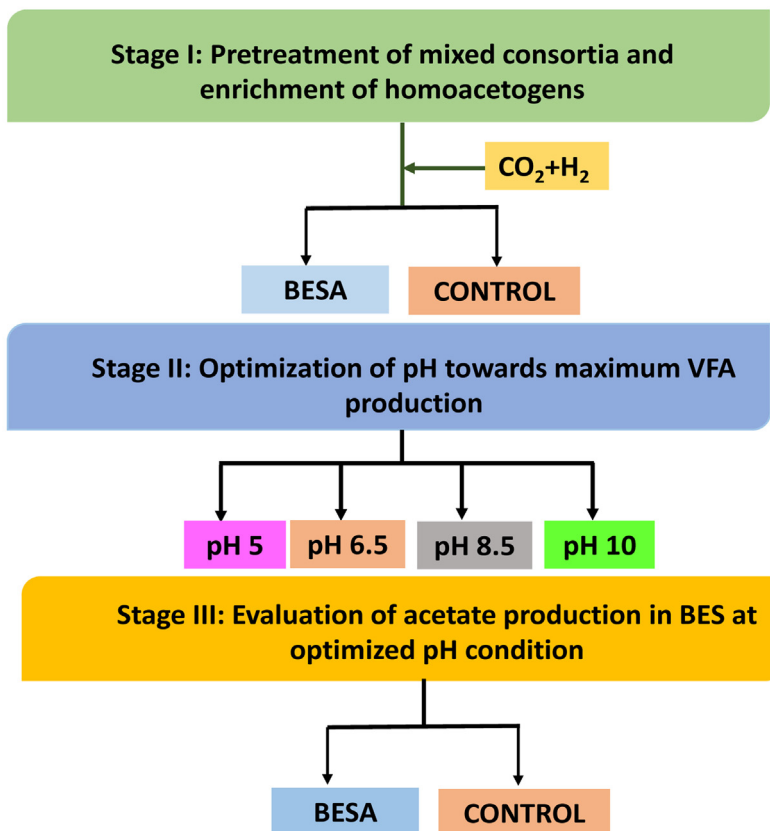 Stage I: Pretreatment of mixed consortia and
enrichment of homoacetogens
CO₂+H₂
BESA
CONTROL
Stage II: Optimization of pH towards maximum VFA
production
pH 5
pH 6.5
pH 8.5
pH 10
Stage III: Evaluation of acetate production in BES at
optimized pH condition
BESA
CONTROL